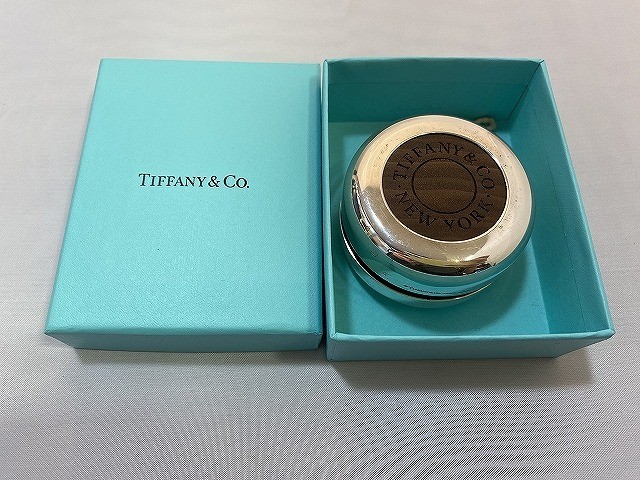 TIFFANY & CO.
· TIFFANY & CO. ·
NEW YORK